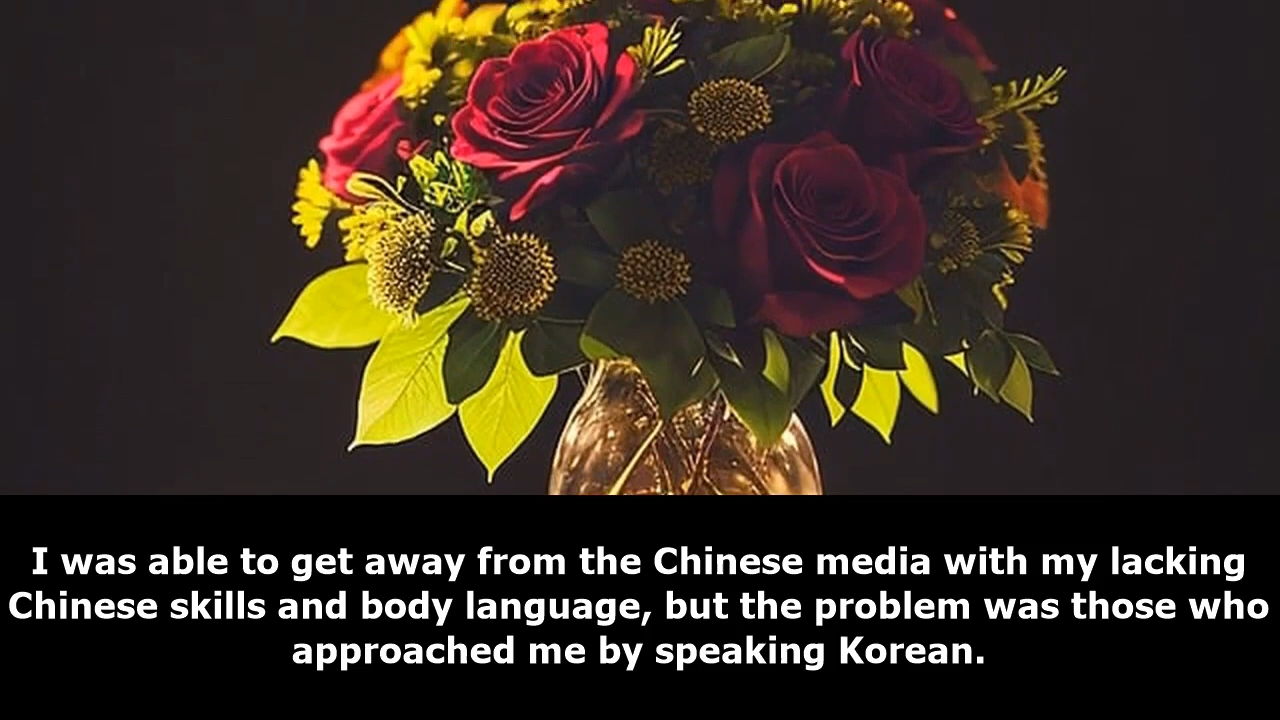 I was able to get away from the Chinese media with my lacking
Chinese skills and body language, but the problem was those who
approached me by speaking Korean.